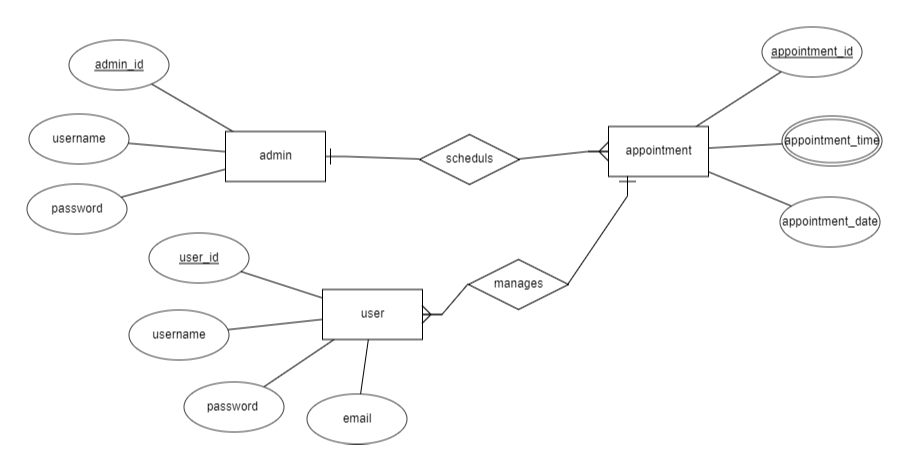 appointment_id
admin_id
username
appointment_time
admin
scheduls
appointment
password
appointment_date
user_id
manages
user
username
password
email